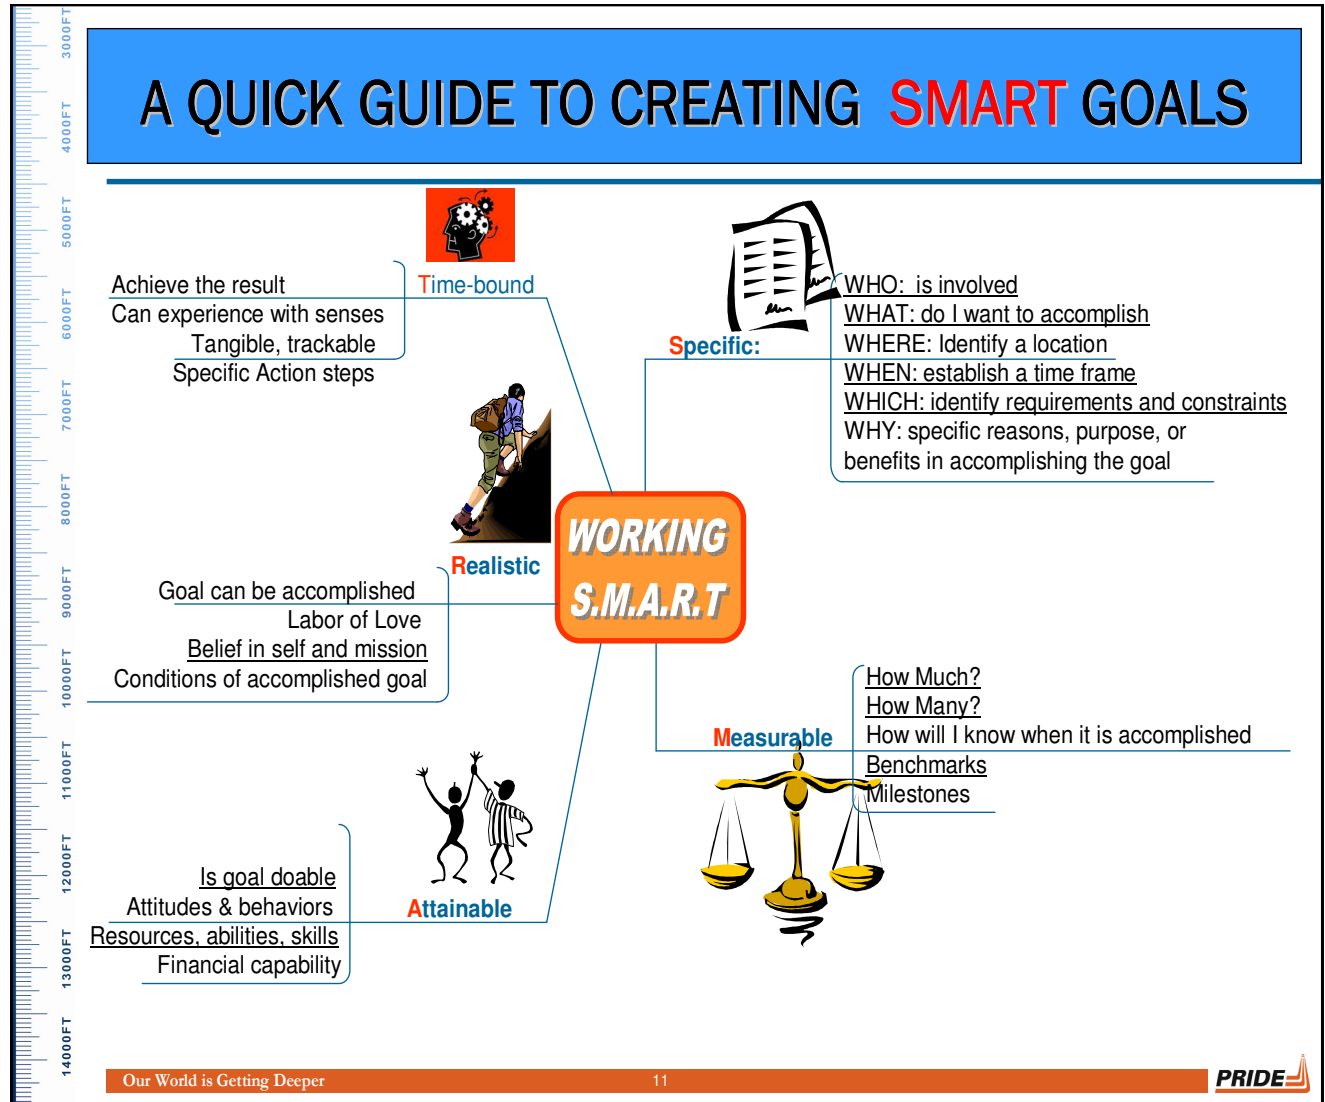 A QUICK GUIDE TO CREATING SMART GOALS
3000FT
4000FT
5000FT
6000FT
7000FT
8000FT
9000FT
10000FT
11000FT
12000FT
13000FT
14000FT
Time-bound
Achieve the result
Can experience with senses
Tangible, trackable
Specific Action steps
Specific:
WHO: is involved
WHAT: do I want to accomplish
WHERE: Identify a location
WHEN: establish a time frame
WHICH: identify requirements and constraints
WHY: specific reasons, purpose, or
benefits in accomplishing the goal
WORKING
S.M.A.R.T
Realistic
Goal can be accomplished
Labor of Love
Belief in self and mission
Conditions of accomplished goal
Measurable
How Much?
How Many?
How will I know when it is accomplished
Benchmarks
Milestones
Attainable
Is goal doable
Attitudes & behaviors
Resources, abilities, skills
Financial capability
Our World is Getting Deeper
11
PRIDE